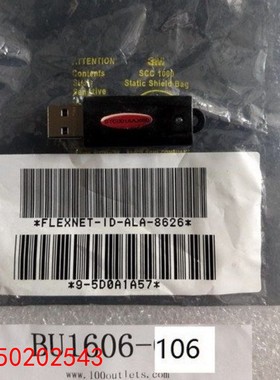 ATTENTION
Contents
3M
SCC 1000
Static Shield Bag
*FLEXNET-ID-ALA-8626*
*9-5D0A1A57*
BU1606-106
50202543
www.100outlets.com